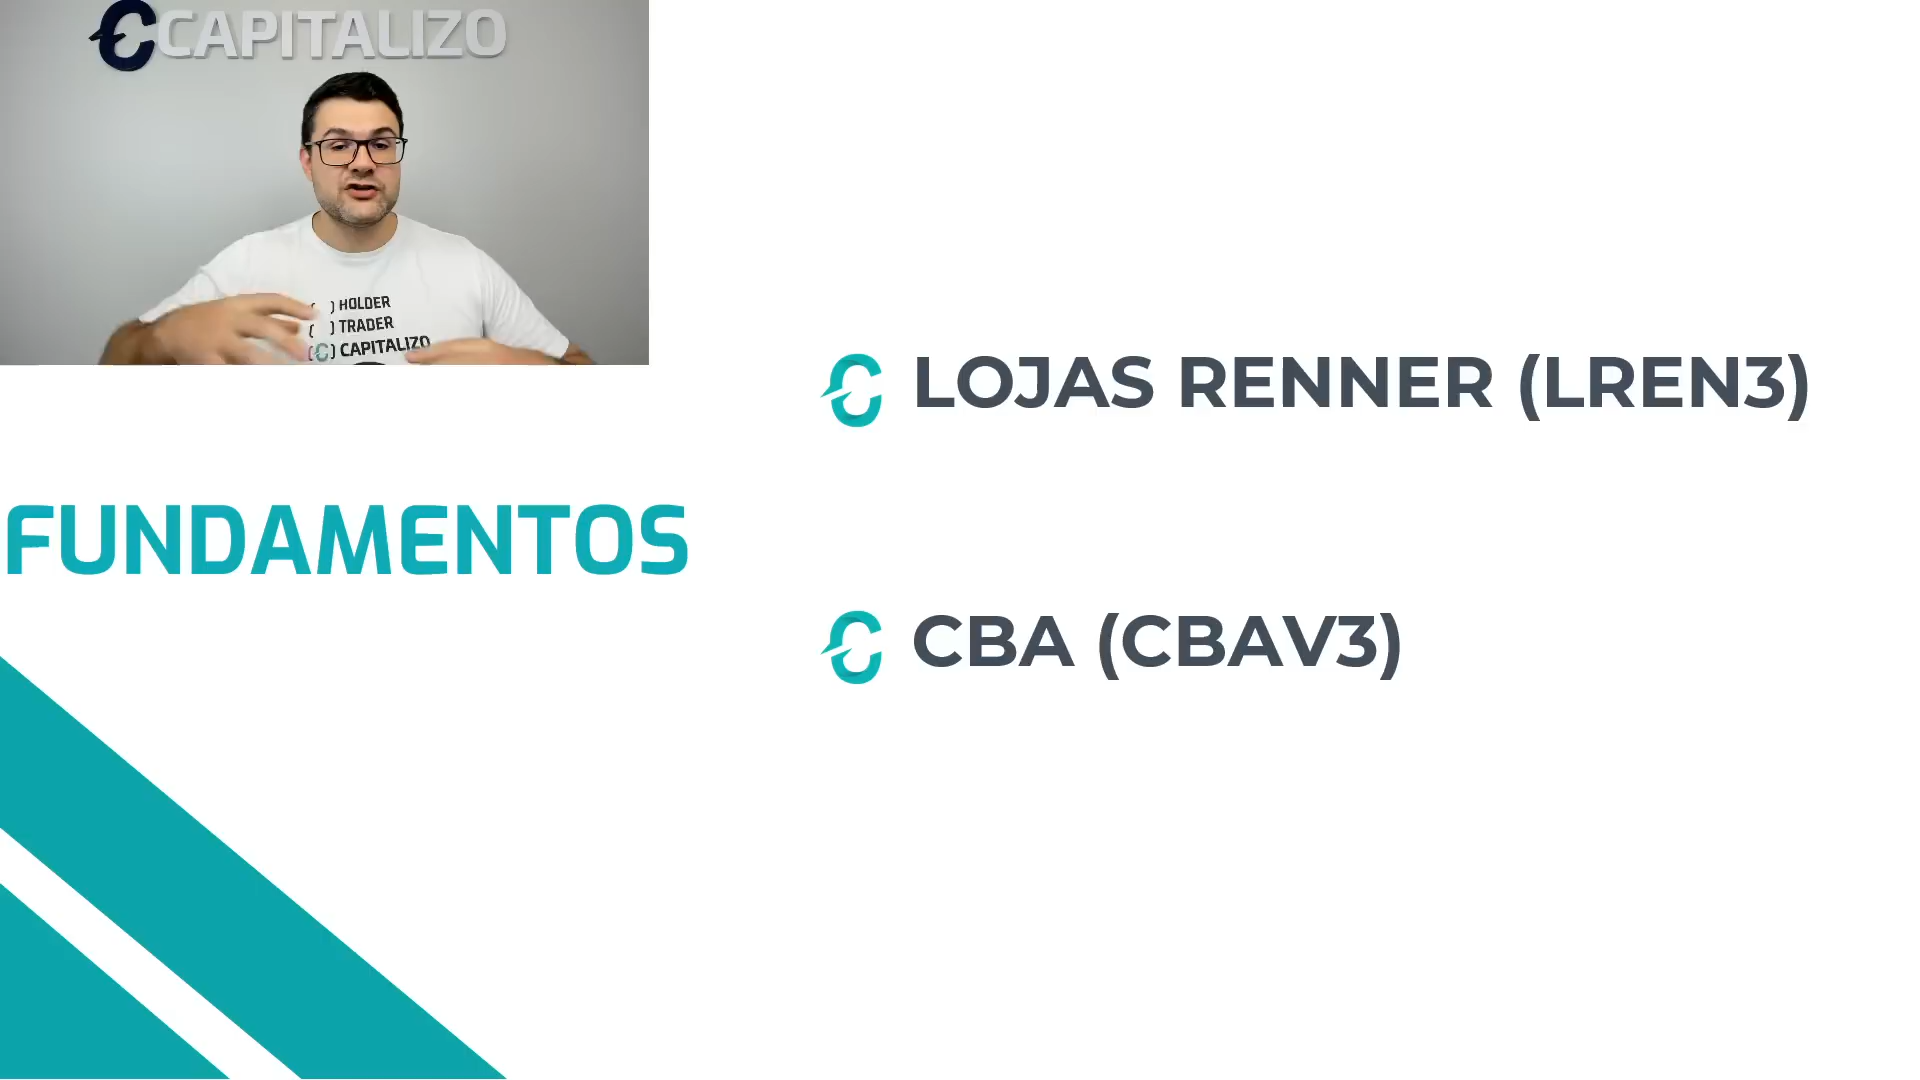 CAPITALIZO
( ) HOLDER
( ) TRADER
(C) CAPITALIZO
LOJAS RENNER (LREN3)
FUNDAMENTOS
CBA (CBAV3)